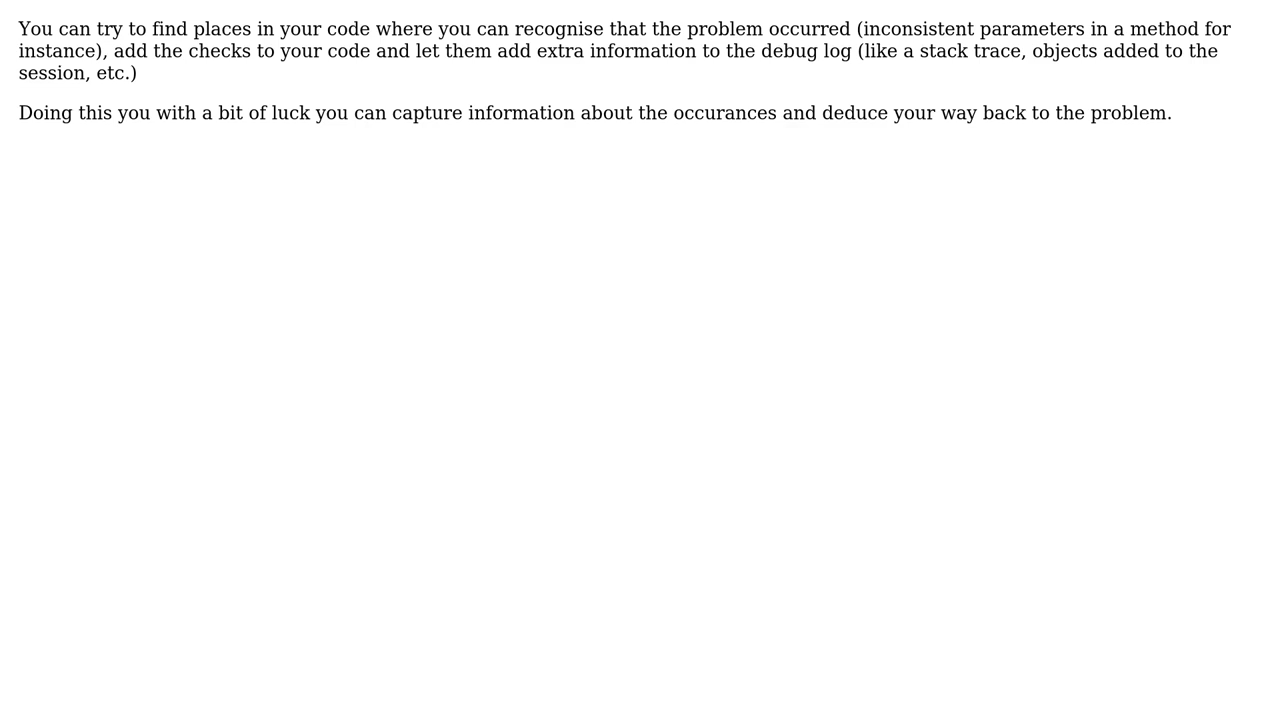 You can try to find places in your code where you can recognise that the problem occurred (inconsistent parameters in a method for
instance), add the checks to your code and let them add extra information to the debug log (like a stack trace, objects added to the
session, etc.)
Doing this you with a bit of luck you can capture information about the occurances and deduce your way back to the problem.